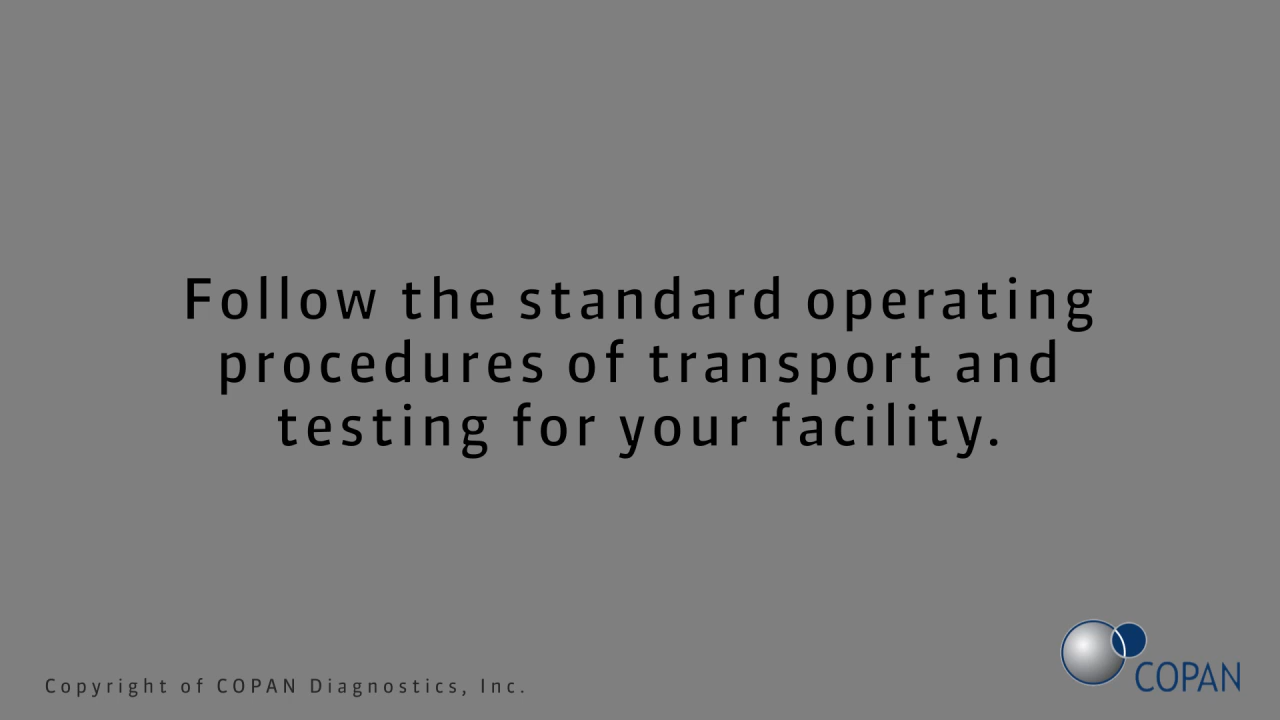 Follow the standard operating
procedures of transport and
testing for your facility.
Copyright of COPAN Diagnostics, Inc.
COPAN